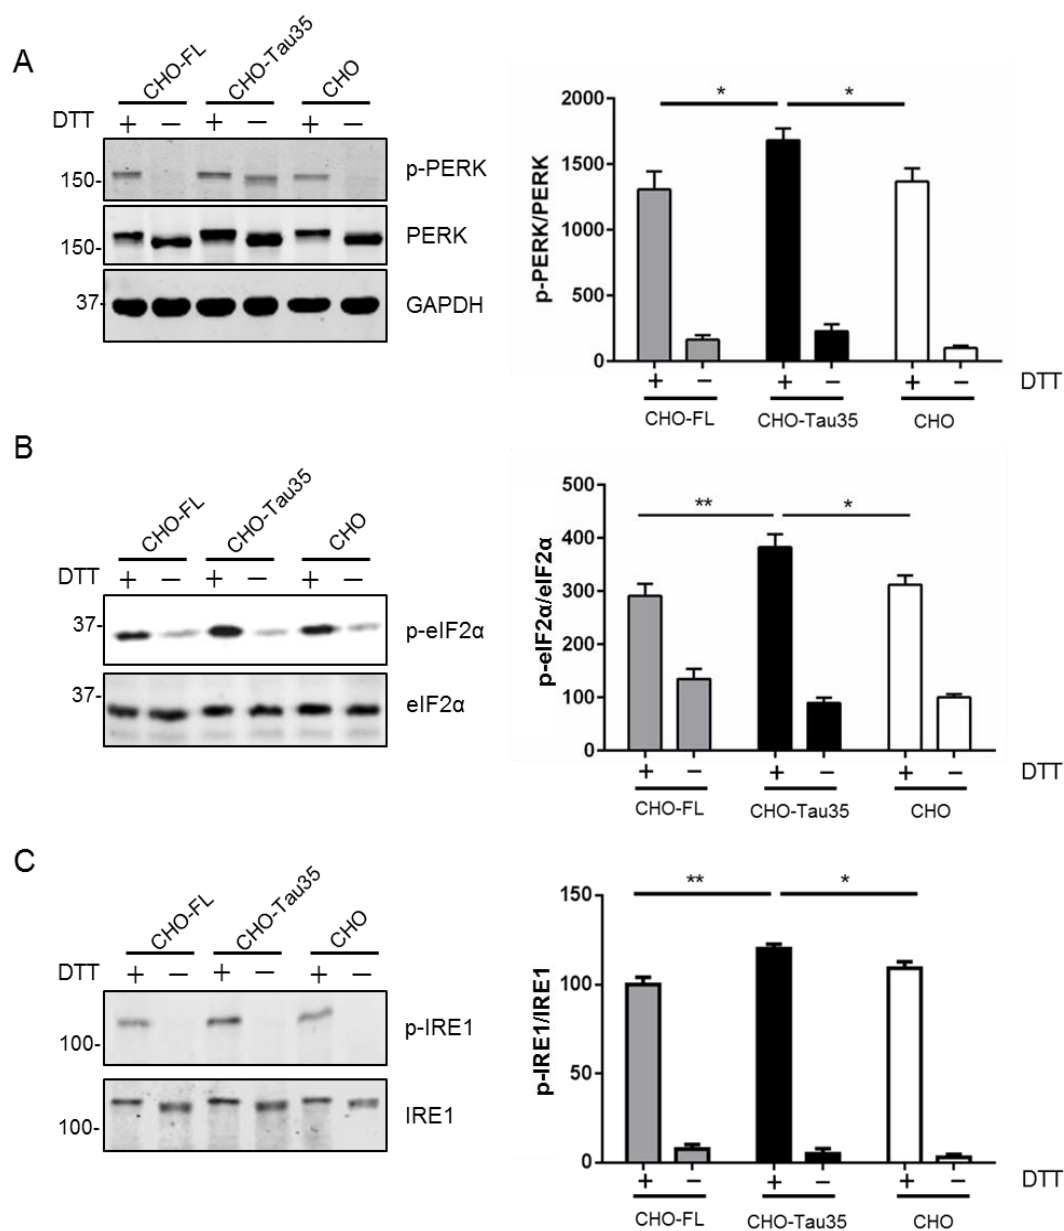 A
CHO-FL CHO-Tau35 CHO
DTT + − + − + −
150- p-PERK
150- PERK
37- GAPDH
p-PERK/PERK
2000
1500
1000
500
0
* *
+ − + − + − DTT
CHO-FL CHO-Tau35 CHO
B
CHO-FL CHO-Tau35 CHO
DTT + − + − + −
37- p-eIF2α
37- eIF2α
p-eIF2α/eIF2α
500
400
300
200
100
0
** *
+ − + − + − DTT
CHO-FL CHO-Tau35 CHO
C
CHO-FL CHO-Tau35 CHO
DTT + − + − + −
100- p-IRE1
100- IRE1
p-IRE1/IRE1
150
100
50
0
** *
+ − + − + − DTT
CHO-FL CHO-Tau35 CHO